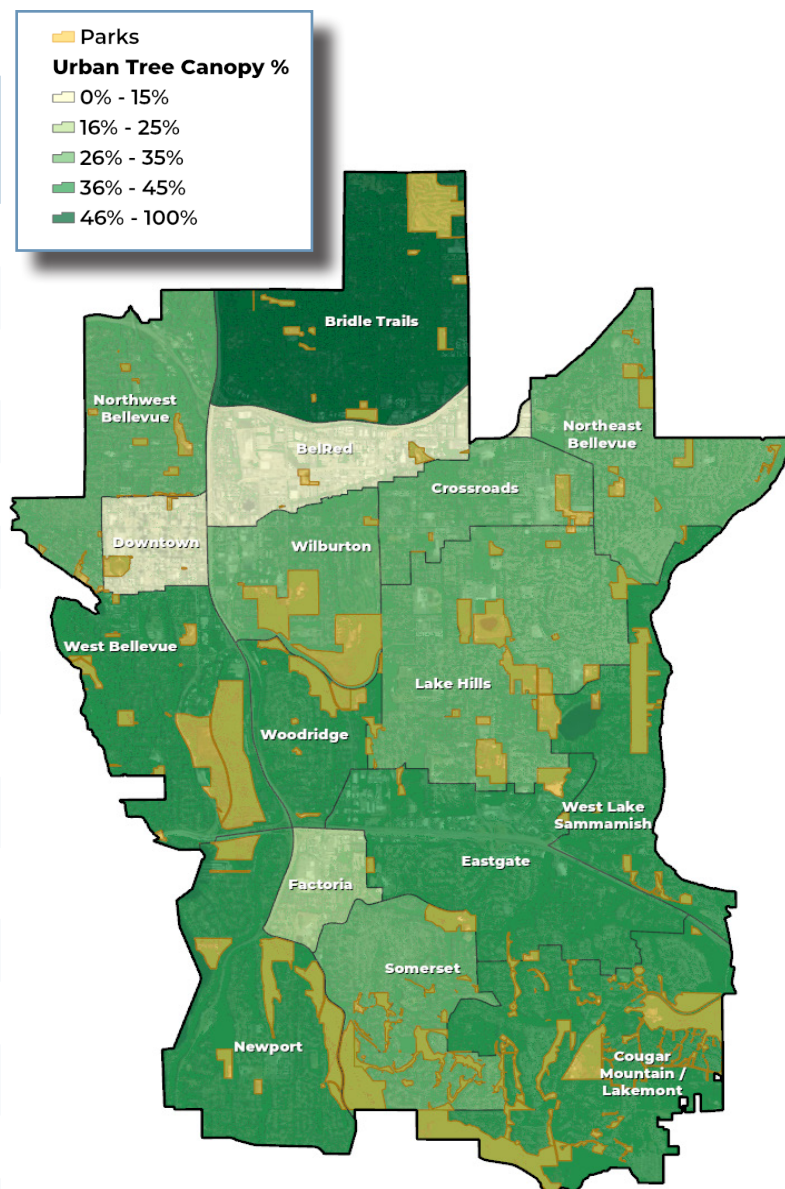 Parks
Urban Tree Canopy %
0% - 15%
16% - 25%
26% - 35%
36% - 45%
46% - 100%
Bridle Trails
Northwest
Bellevue
Northeast
Bellevue
BelRed
Crossroads
Downtown
Wilburton
West Bellevue
Lake Hills
Woodridge
West Lake
Sammamish
Eastgate
Factoria
Somerset
Newport
Cougar
Mountain /
Lakemont